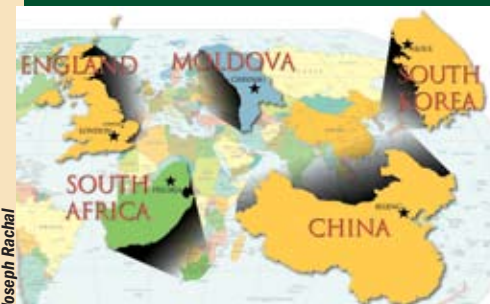 ENGLAND
LONDON
MOLDOVA
SOUTH
KOREA
SOUTH
AFRICA
CHINA
BEIJING
Joseph Rachal